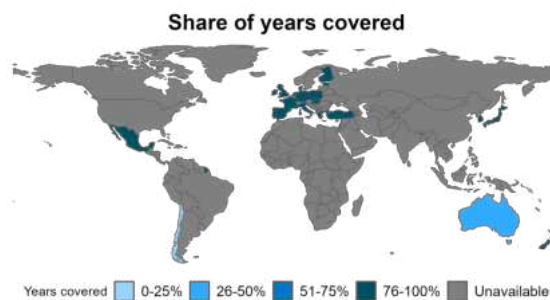 Share of years covered
Years covered 0-25% 26-50% 51-75% 76-100% Unavailable